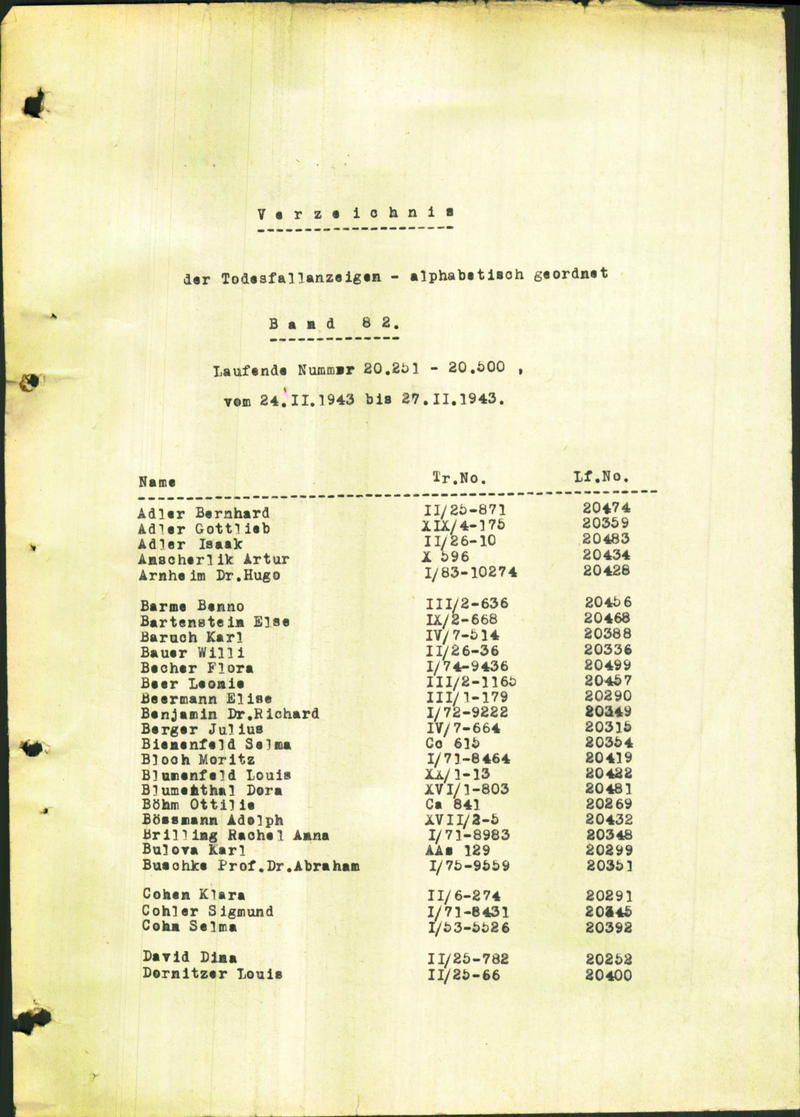 V e r z e i c h n i s
der Todesfallanzeigen - alphabetisch geordnet
B a n d 8 2.
Laufende Nummer 20.251 - 20.500 ,
vom 24.II.1943 bis 27.II.1943.
Name Tr.No. Lf.No.
Adler Bernhard II/25-871 20474
Adler Gottlieb XIX/4-175 20359
Adler Isaak II/26-10 20483
Anscherlik Artur X 596 20434
Arnheim Dr.Hugo I/83-10274 20428
Barme Benno III/2-636 20456
Bartenstein Else IX/2-668 20468
Baruch Karl IV/7-514 20388
Bauer Willi II/26-36 20336
Becher Flora I/74-9436 20499
Beer Leonie III/2-1165 20457
Beermann Elise III/1-179 20290
Benjamin Dr.Richard I/72-9222 20349
Berger Julius IV/7-664 20315
Bienenfeld Selma Cc 615 20354
Bloch Moritz I/71-8464 20419
Blumenfeld Louis XX/1-13 20422
Blumenthal Dora XVI/1-803 20481
Böhm Ottilie Ca 841 20269
Bössmann Adolph XVII/2-5 20432
Brilling Rachel Anna I/71-8983 20348
Bulova Karl AAs 129 20299
Buschke Prof.Dr.Abraham I/75-9559 20351
Cohen Klara II/6-274 20291
Cohler Sigmund I/71-8431 20345
Cohn Selma I/53-5526 20392
David Dina II/25-782 20252
Dornitzer Louis II/25-66 20400